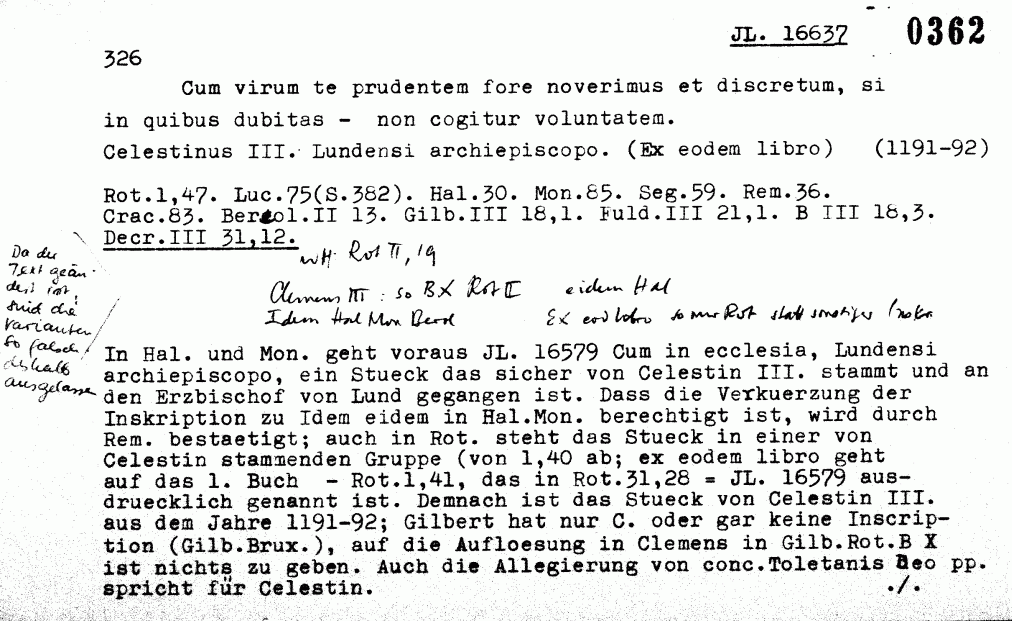 JL. 16637 0362
326
Cum virum te prudentem fore noverimus et discretum, si
in quibus dubitas - non cogitur voluntatem.
Celestinus III. Lundensi archiepiscopo. (Ex eodem libro) (1191-92)
Rot.1,47. Luc.75(S.382). Hal.30. Mon.85. Seg.59. Rem.36.
Crac.83. Berol.II 13. Gilb.III 18,1. Fuld.III 21,1. B III 18,3.
Decr.III 31,12.
Rot II, 19
Clemens III : so BX Rot II eidem Hal
Idem Hal Mon Berol Ex eod libro so nur Rot statt
Da der
Text geän-
dert ist,
sind die
Varianten
so falsch,
deshalb
ausgelassen
In Hal. und Mon. geht voraus JL. 16579 Cum in ecclesia, Lundensi
archiepiscopo, ein Stueck das sicher von Celestin III. stammt und an
den Erzbischof von Lund gegangen ist. Dass die Verkuerzung der
Inskription zu Idem eidem in Hal.Mon. berechtigt ist, wird durch
Rem. bestaetigt; auch in Rot. steht das Stueck in einer von
Celestin stammenden Gruppe (von 1,40 ab; ex eodem libro geht
auf das 1. Buch - Rot.1,41, das in Rot.31,28 = JL. 16579 aus-
druecklich genannt ist. Demnach ist das Stueck von Celestin III.
aus dem Jahre 1191-92; Gilbert hat nur C. oder gar keine Inscrip-
tion (Gilb.Brux.), auf die Aufloesung in Clemens in Gilb.Rot.B X
ist nichts zu geben. Auch die Allegierung von conc.Toletanis Deo pp.
spricht für Celestin. ./.